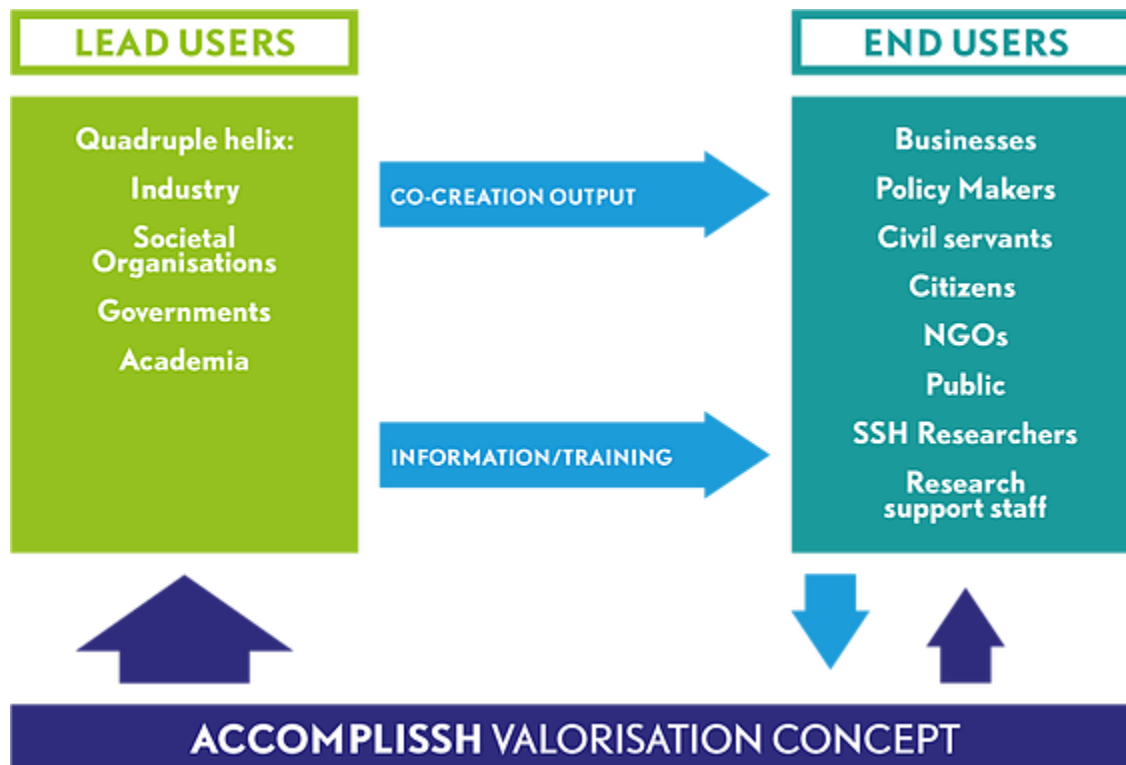 LEAD USERS
Quadruple helix:
Industry
Societal
Organisations
Governments
Academia
CO-CREATION OUTPUT
INFORMATION/TRAINING
END USERS
Businesses
Policy Makers
Civil servants
Citizens
NGOs
Public
SSH Researchers
Research
support staff
ACCOMPLISSH VALORISATION CONCEPT